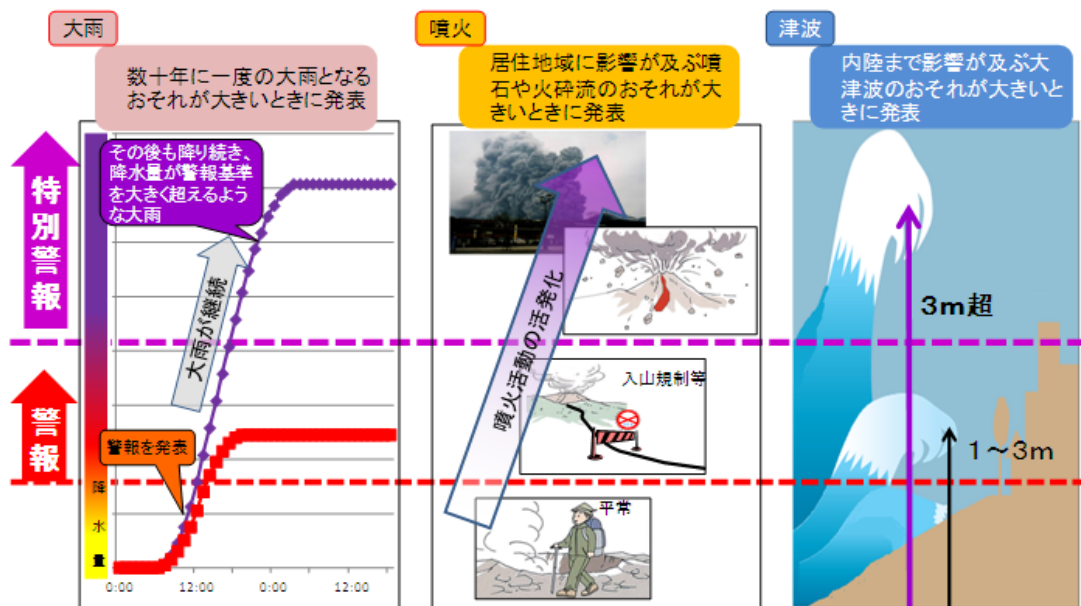 大雨
数十年に一度の大雨となる
おそれが大きいときに発表
噴火
居住地域に影響が及ぶ噴
石や火砕流のおそれが大
きいときに発表
津波
内陸まで影響が及ぶ大
津波のおそれが大きいと
きに発表
特別警報
警報
その後も降り続き、
降水量が警報基準
を大きく超えるよう
な大雨
大雨が継続
警報を発表
降水量
0:00 12:00 0:00 12:00
噴火活動の活発化
入山規制等
平常
3m超
1～3m